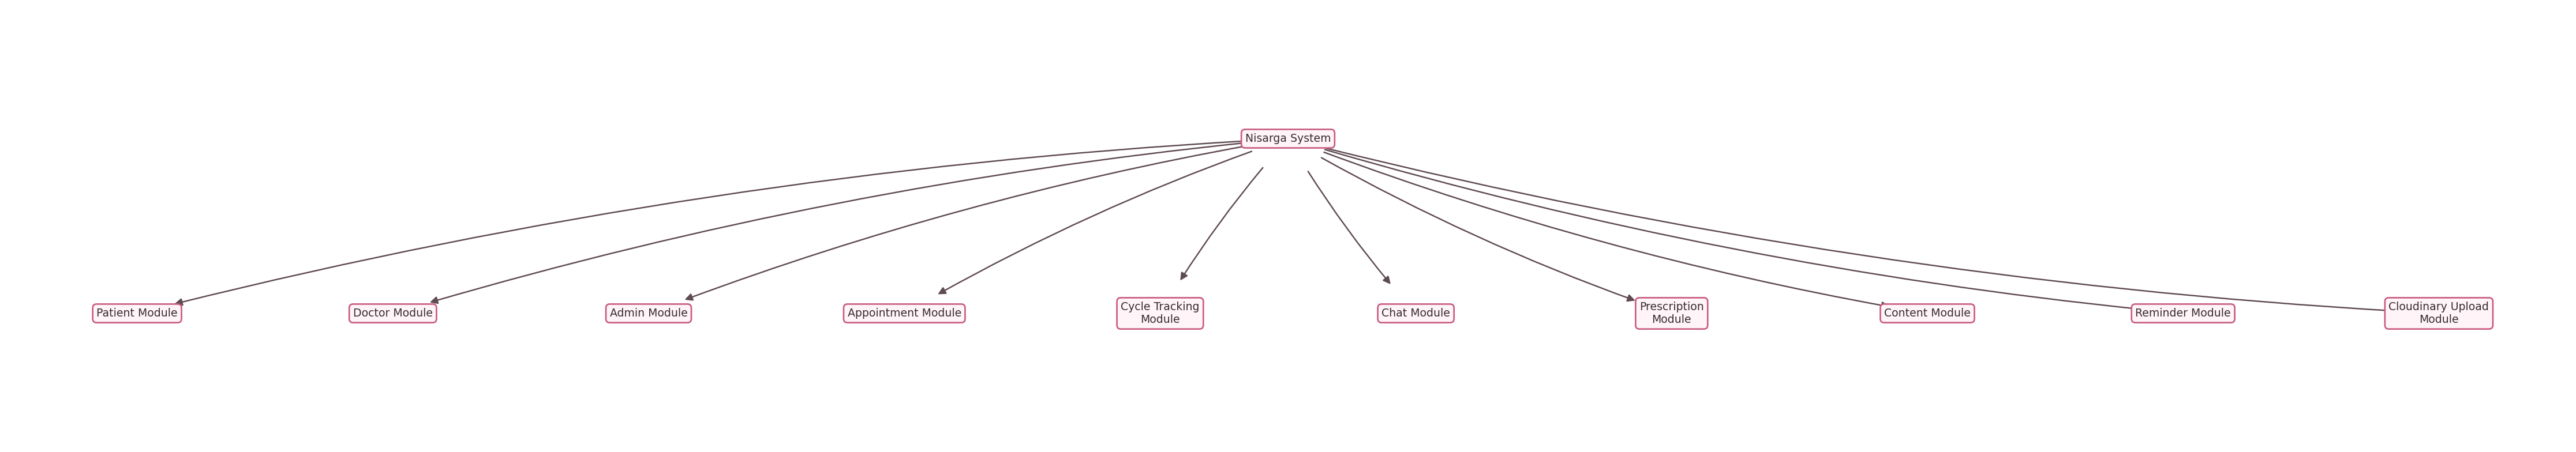 Nisarga System
Patient Module
Doctor Module
Admin Module
Appointment Module
Cycle Tracking
Module
Chat Module
Prescription
Module
Content Module
Reminder Module
Cloudinary Upload
Module